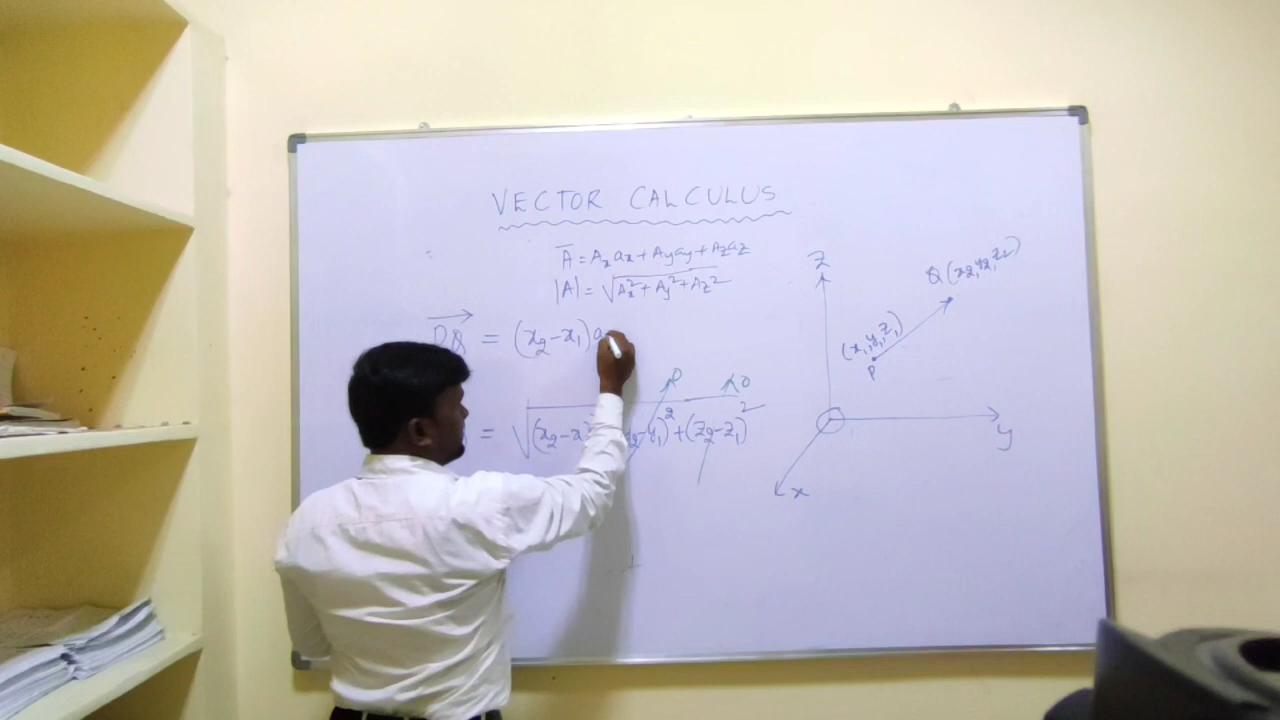 VECTOR CALCULUS
A̅ = Aₓ aₓ + Ay ay + Az az
|A| = √(Aₓ² + Ay² + Az²)
PQ = (x₂ - x₁) a
= √((x₂ - x₁)² y₂ - y₁)² + (z₂ - z₁)²
P
0
Z
Q (x₂, y₂, z₂)
(x₁, y₁, z₁)
P
y
x